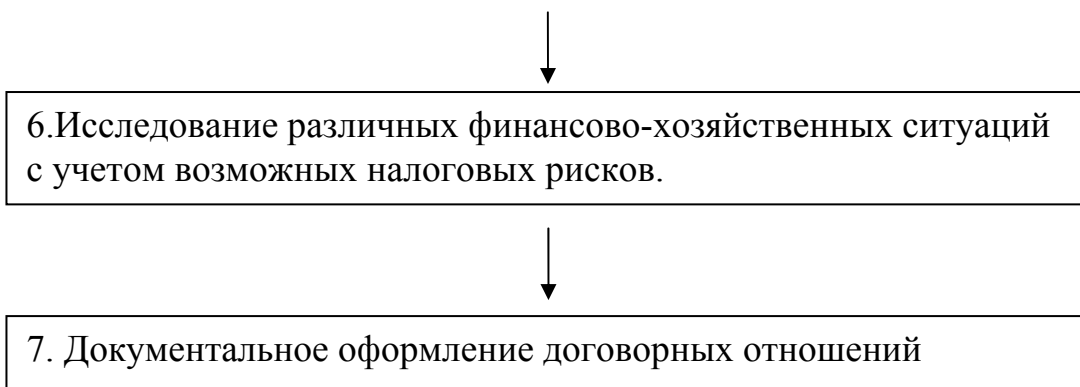 6.Исследование различных финансово-хозяйственных ситуаций
с учетом возможных налоговых рисков.
7. Документальное оформление договорных отношений